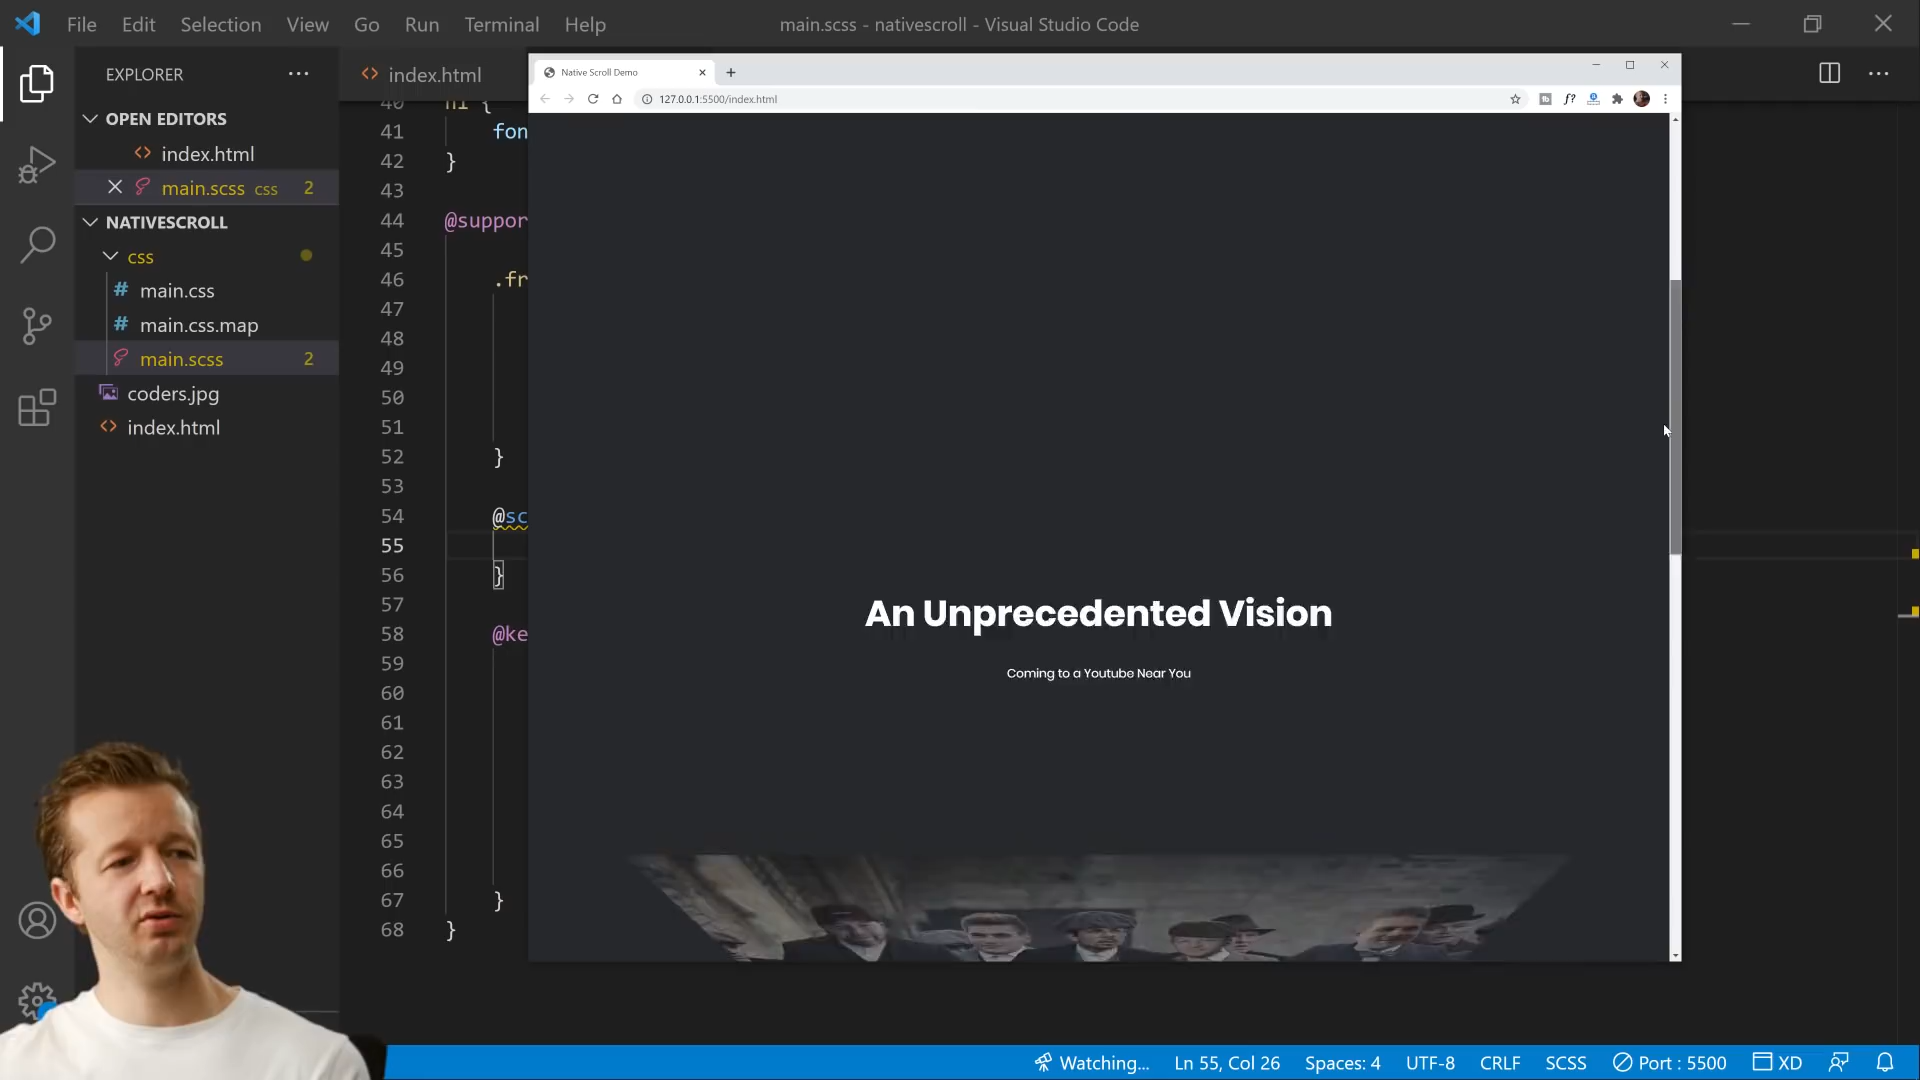 File Edit Selection View Go Run Terminal Help
main.scss - nativescroll - Visual Studio Code
EXPLORER
OPEN EDITORS
index.html
main.scss css 2
NATIVESCROLL
css
main.css
main.css.map
main.scss 2
coders.jpg
index.html
index.html
41 fon
42 }
43
44 @suppor
45
46 .fr
47
48
49
50
51
52 }
53
54 @sc
55
56 }
57
58 @ke
59
60
61
62
63
64
65
66
67 }
68 }
Native Scroll Demo
127.0.0.1:5500/index.html
f?
An Unprecedented Vision
Coming to a Youtube Near You
Watching... Ln 55, Col 26 Spaces: 4 UTF-8 CRLF SCSS Port : 5500 XD